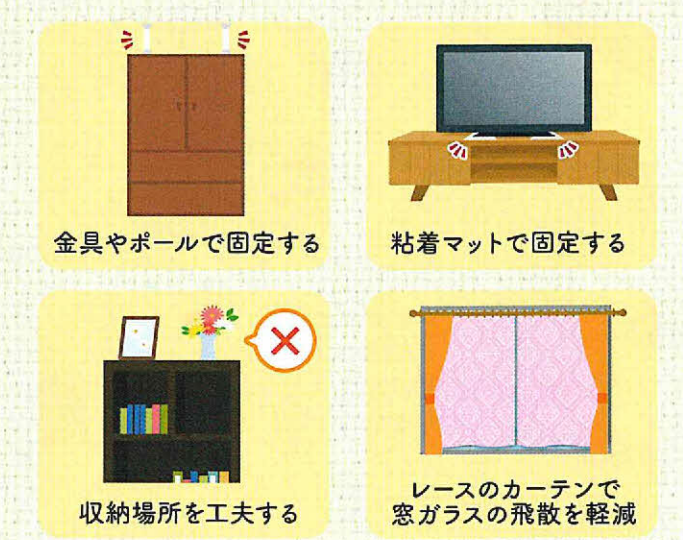 金具やポールで固定する
粘着マットで固定する
収納場所を工夫する
レースのカーテンで
窓ガラスの飛散を軽減